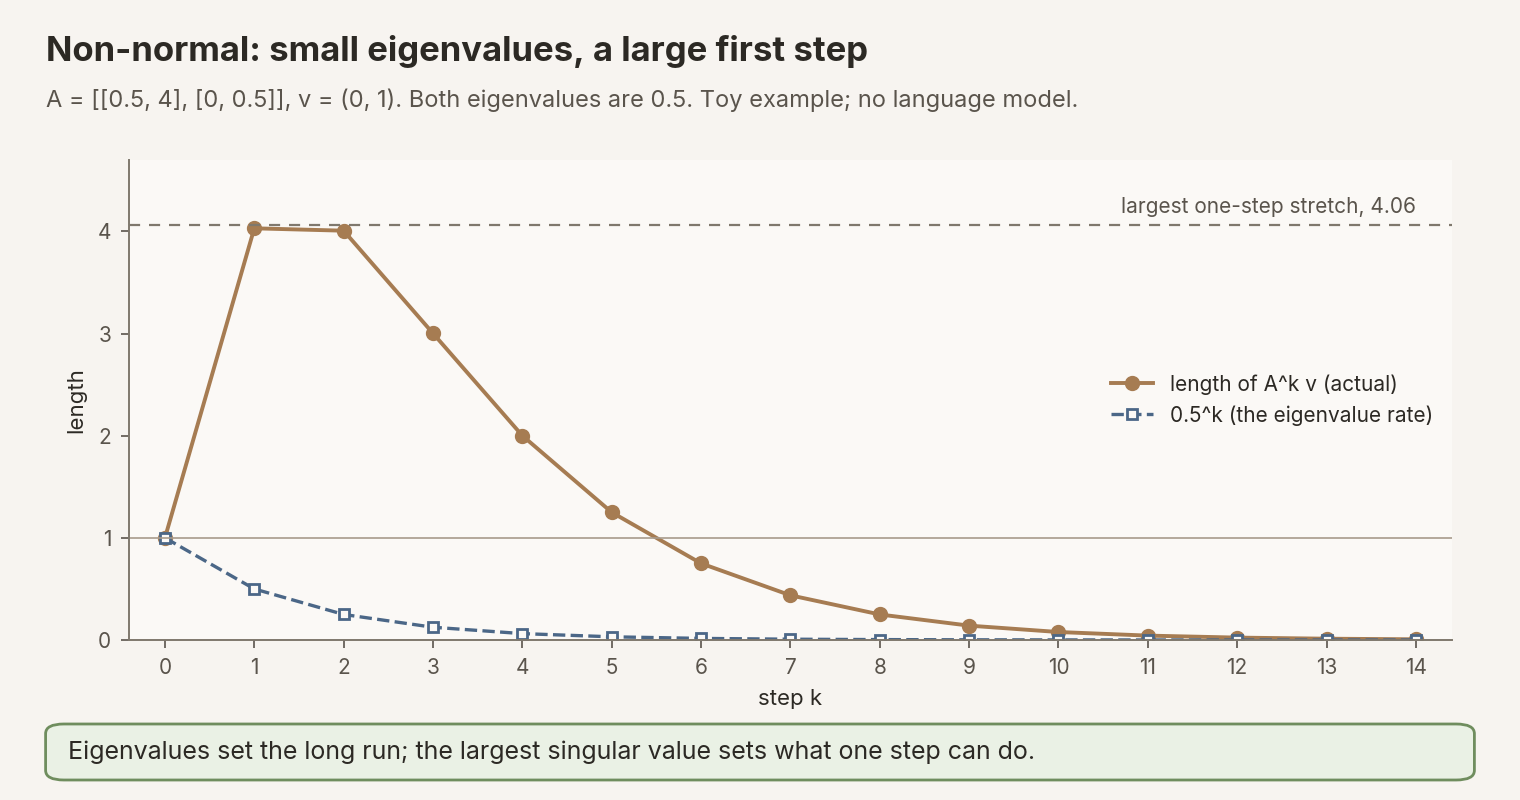 Non-normal: small eigenvalues, a large first step
A = [[0.5, 4], [0, 0.5]], v = (0, 1). Both eigenvalues are 0.5. Toy example; no language model.
largest one-step stretch, 4.06
4
3
2
1
0
length
length of A^k v (actual)
0.5^k (the eigenvalue rate)
0 1 2 3 4 5 6 7 8 9 10 11 12 13 14
step k
Eigenvalues set the long run; the largest singular value sets what one step can do.